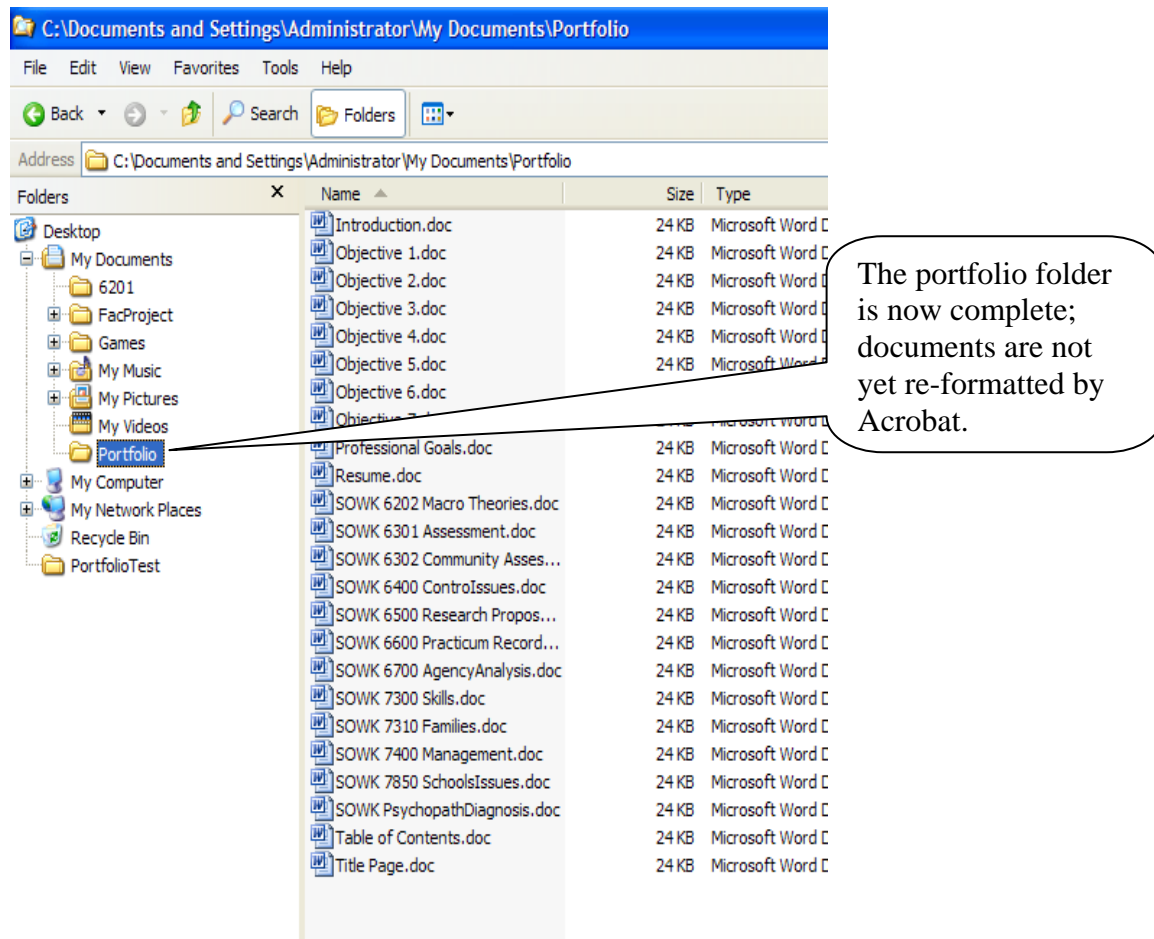 C:\Documents and Settings\Administrator\My Documents\Portfolio
File Edit View Favorites Tools Help
Back Search Folders
Address C:\Documents and Settings\Administrator\My Documents\Portfolio
Folders X Name Size Type
Desktop
My Documents
6201
FacProject
Games
My Music
My Pictures
My Videos
Portfolio
My Computer
My Network Places
Recycle Bin
PortfolioTest
Introduction.doc 24 KB Microsoft Word D
Objective 1.doc 24 KB Microsoft Word D
Objective 2.doc 24 KB Microsoft Word D
Objective 3.doc 24 KB Microsoft Word
Objective 4.doc 24 KB Microsoft Word
Objective 5.doc 24 KB Microsoft Word
Objective 6.doc
Objective
Professional Goals.doc 24 KB Microsoft Word D
Resume.doc 24 KB Microsoft Word D
SOWK 6202 Macro Theories.doc 24 KB Microsoft Word D
SOWK 6301 Assessment.doc 24 KB Microsoft Word D
SOWK 6302 Community Asses... 24 KB Microsoft Word D
SOWK 6400 ControIssues.doc 24 KB Microsoft Word D
SOWK 6500 Research Propos... 24 KB Microsoft Word D
SOWK 6600 Practicum Record... 24 KB Microsoft Word D
SOWK 6700 AgencyAnalysis.doc 24 KB Microsoft Word D
SOWK 7300 Skills.doc 24 KB Microsoft Word D
SOWK 7310 Families.doc 24 KB Microsoft Word D
SOWK 7400 Management.doc 24 KB Microsoft Word D
SOWK 7850 SchoolsIssues.doc 24 KB Microsoft Word D
SOWK PsychopathDiagnosis.doc 24 KB Microsoft Word D
Table of Contents.doc 24 KB Microsoft Word D
Title Page.doc 24 KB Microsoft Word D
The portfolio folder
is now complete;
documents are not
yet re-formatted by
Acrobat.